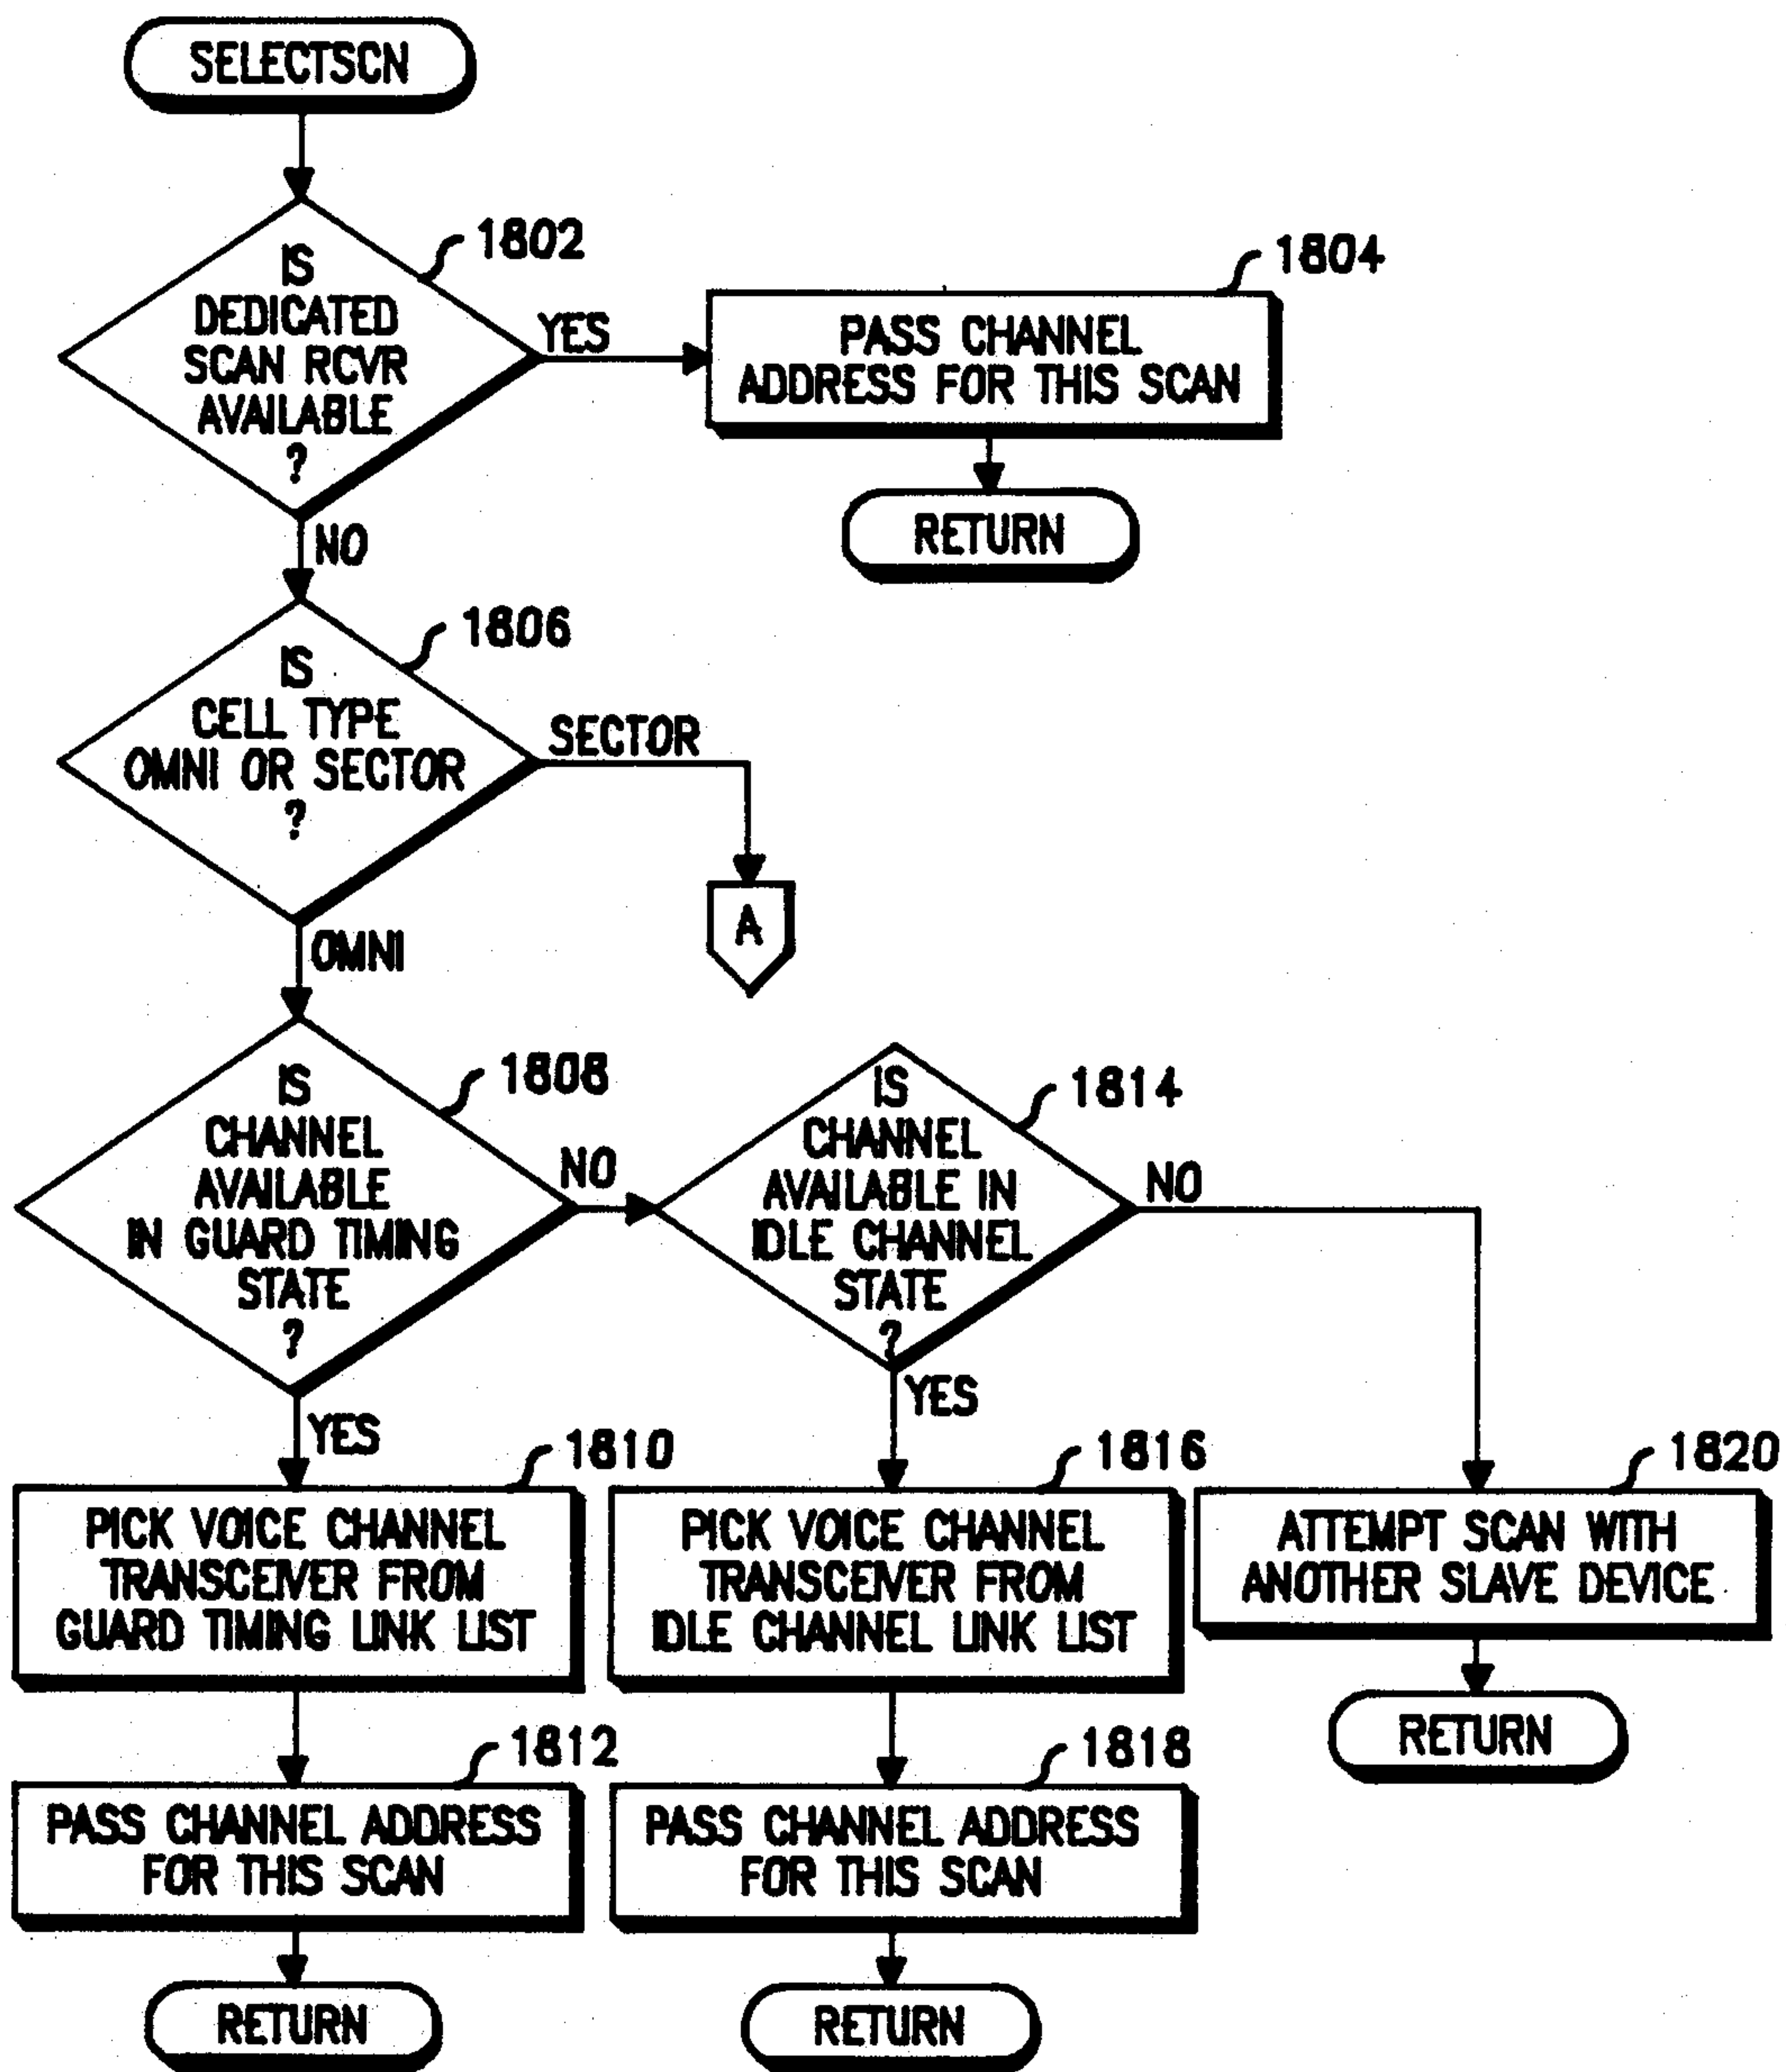 SELECTSCN
1802
IS
DEDICATED
SCAN RCVR
AVAILABLE
?
YES
1804
PASS CHANNEL
ADDRESS FOR THIS SCAN
RETURN
NO
1806
IS
CELL TYPE
OMNI OR SECTOR
?
SECTOR
A
OMNI
1808
IS
CHANNEL
AVAILABLE
IN GUARD TIMING
STATE
?
NO
1814
IS
CHANNEL
AVAILABLE IN
IDLE CHANNEL
STATE
?
NO
YES
1810
PICK VOICE CHANNEL
TRANSCEIVER FROM
GUARD TIMING LINK LIST
YES
1816
PICK VOICE CHANNEL
TRANSCEIVER FROM
IDLE CHANNEL LINK LIST
1820
ATTEMPT SCAN WITH
ANOTHER SLAVE DEVICE
RETURN
1812
PASS CHANNEL ADDRESS
FOR THIS SCAN
RETURN
1818
PASS CHANNEL ADDRESS
FOR THIS SCAN
RETURN